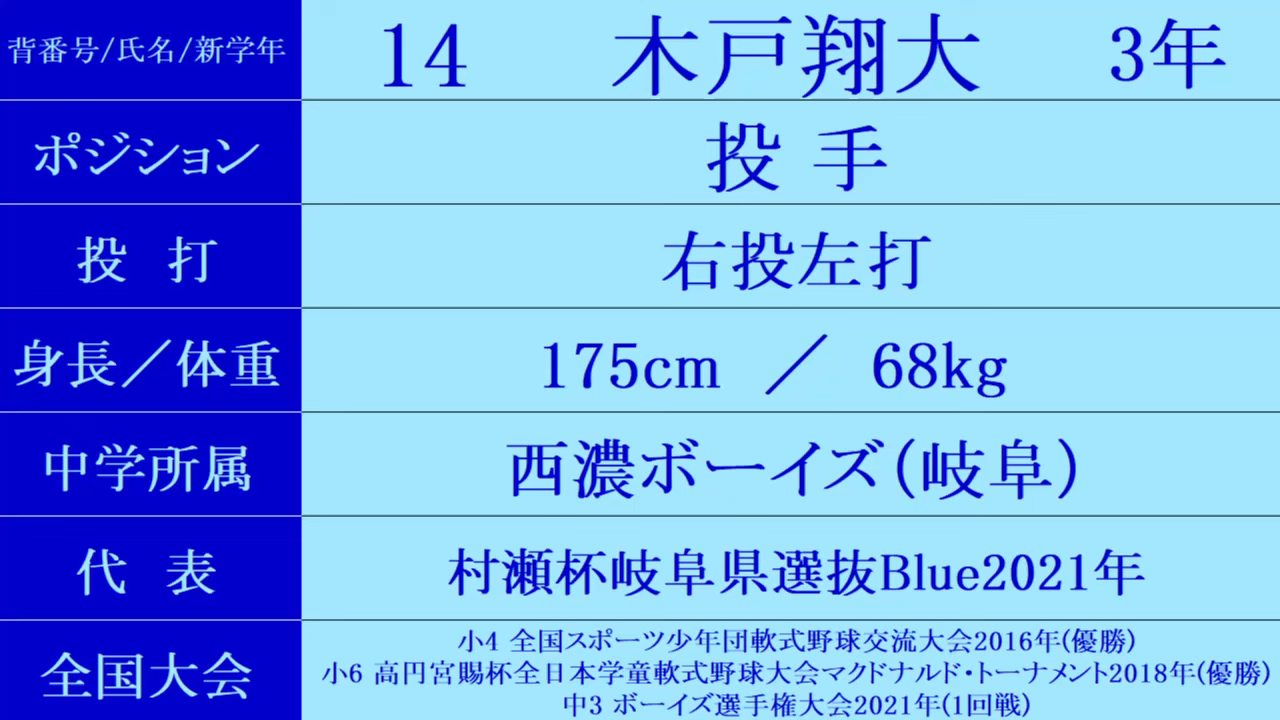 背番号/氏名/新学年 14 木戸翔大 3年
ポジション 投手
投 打 右投左打
身長／体重 175cm ／ 68kg
中学所属 西濃ボーイズ(岐阜)
代 表 村瀬杯岐阜県選抜Blue2021年
全国大会
小4 全国スポーツ少年団軟式野球交流大会2016年(優勝)
小6 高円宮賜杯全日本学童軟式野球大会マクドナルド・トーナメント2018年(優勝)
中3 ボーイズ選手権大会2021年(1回戦)